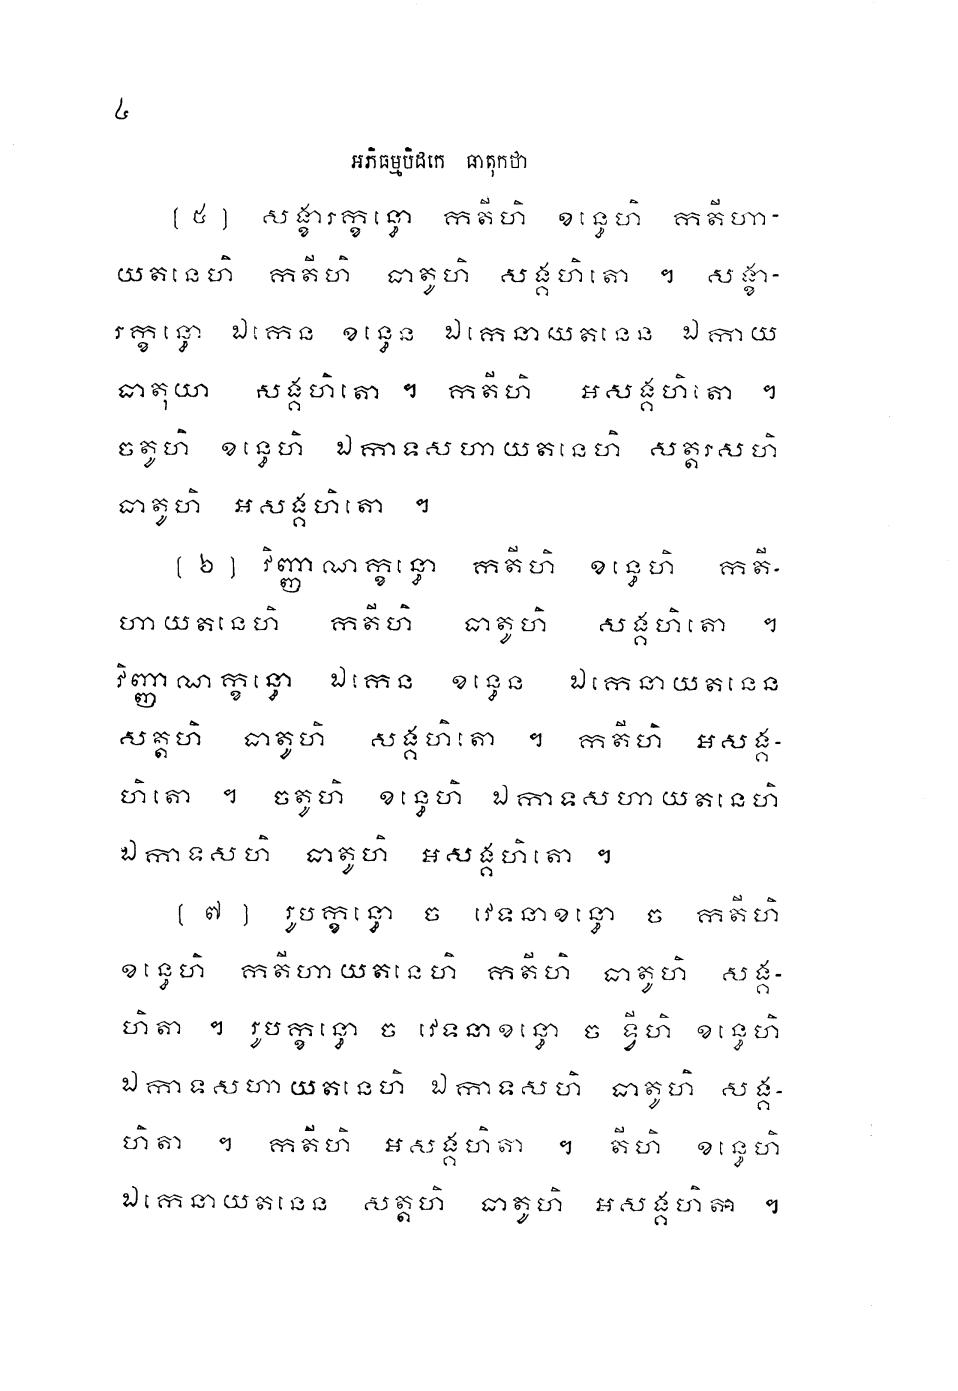 ៤
អភិធម្មបិដកេ ធាតុកថា
(៥) សង្ខារក្ខន្ធោ កតីហិ ខន្ធេហិ កតីហា-
យតនេហិ កតីហិ ធាតូហិ សង្គហិតោ ។ សង្ខា-
រក្ខន្ធោ ឯកេន ខន្ធេន ឯកេនាយតនេន ឯកាយ
ធាតុយា សង្គហិតោ ។ កតីហិ អសង្គហិតោ ។
ចតូហិ ខន្ធេហិ ឯកាទសហាយតនេហិ សត្តរសហិ
ធាតូហិ អសង្គហិតោ ។
(៦) វិញ្ញាណក្ខន្ធោ កតីហិ ខន្ធេហិ កតី-
ហាយតនេហិ កតីហិ ធាតូហិ សង្គហិតោ ។
វិញ្ញាណក្ខន្ធោ ឯកេន ខន្ធេន ឯកេនាយតនេន
សត្តហិ ធាតូហិ សង្គហិតោ ។ កតីហិ អសង្គ-
ហិតោ ។ ចតូហិ ខន្ធេហិ ឯកាទសហាយតនេហិ
ឯកាទសហិ ធាតូហិ អសង្គហិតោ ។
(៧) រូបក្ខន្ធោ ច វេទនាខន្ធោ ច កតីហិ
ខន្ធេហិ កតីហាយតនេហិ កតីហិ ធាតូហិ សង្គ-
ហិតា ។ រូបក្ខន្ធោ ច វេទនាខន្ធោ ច ទ្វីហិ ខន្ធេហិ
ឯកាទសហាយតនេហិ ឯកាទសហិ ធាតូហិ សង្គ-
ហិតា ។ កតីហិ អសង្គហិតា ។ តីហិ ខន្ធេហិ
ឯកេនាយតនេន សត្តហិ ធាតូហិ អសង្គហិតា ។